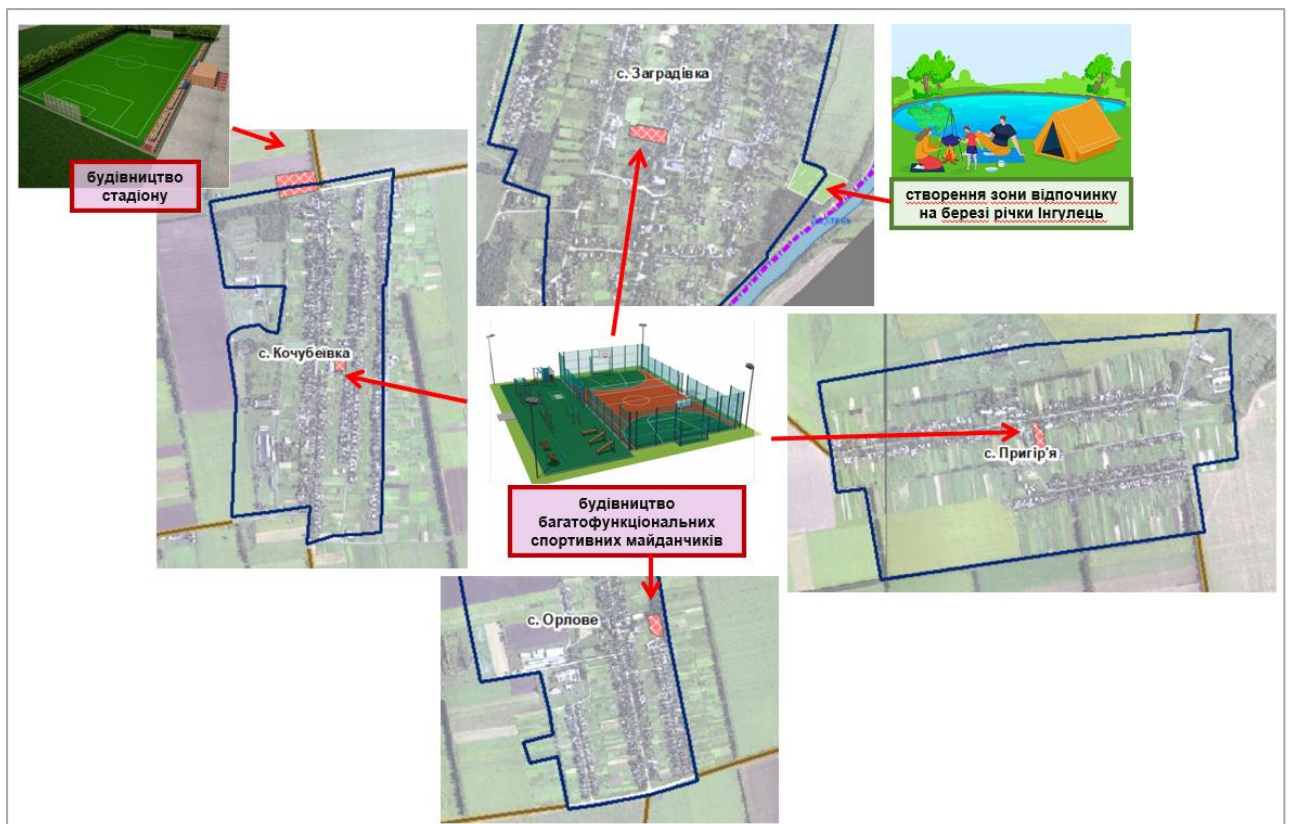 с. Заградівка
будівництво
стадіону
створення зони відпочинку
на березі річки Інгулець
с. Кочубеївка
с. Пригір'я
будівництво
багатофункціональних
спортивних майданчиків
с. Орлове